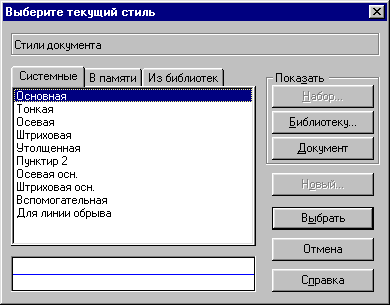 Выберите текущий стиль
Стили документа
Системные
В памяти
Из библиотек
Основная
Тонкая
Осевая
Штриховая
Утолщенная
Пунктир 2
Осевая осн.
Штриховая осн.
Вспомогательная
Для линии обрыва
Показать
Набор...
Библиотеку...
Документ
Новый...
Выбрать
Отмена
Справка